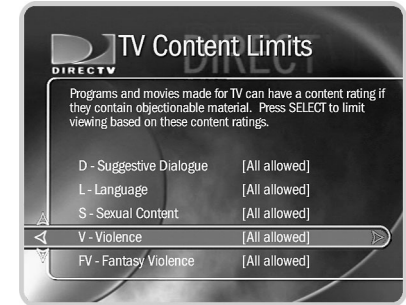 TV Content Limits
DIRECTV
Programs and movies made for TV can have a content rating if
they contain objectionable material. Press SELECT to limit
viewing based on these content ratings.
D - Suggestive Dialogue [All allowed]
L - Language [All allowed]
S - Sexual Content [All allowed]
V - Violence [All allowed]
FV - Fantasy Violence [All allowed]